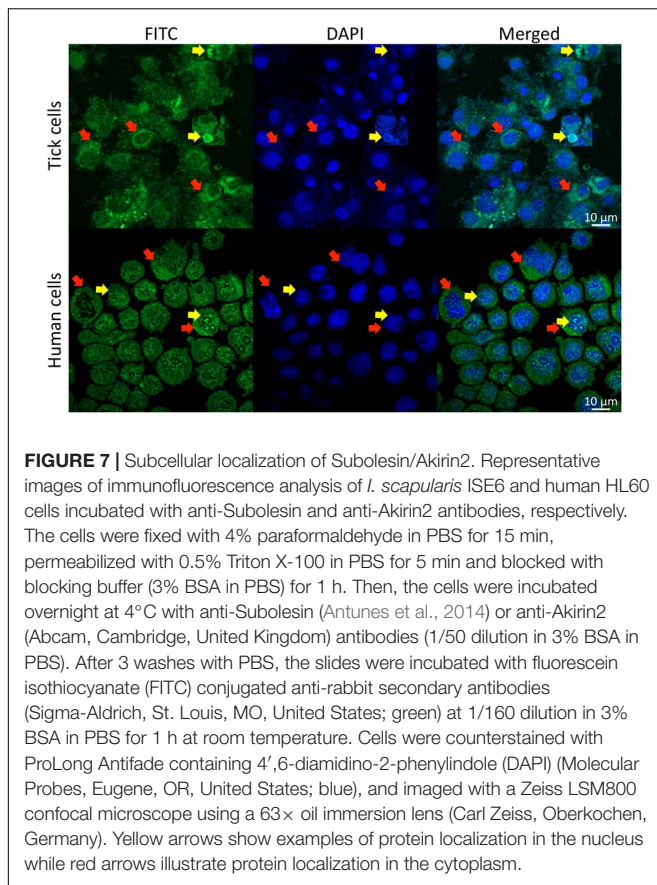 FITC DAPI Merged
Tick cells
10 µm
Human cells
10 µm
FIGURE 7 | Subcellular localization of Subolesin/Akirin2. Representative
images of immunofluorescence analysis of I. scapularis ISE6 and human HL60
cells incubated with anti-Subolesin and anti-Akirin2 antibodies, respectively.
The cells were fixed with 4% paraformaldehyde in PBS for 15 min,
permeabilized with 0.5% Triton X-100 in PBS for 5 min and blocked with
blocking buffer (3% BSA in PBS) for 1 h. Then, the cells were incubated
overnight at 4°C with anti-Subolesin (Antunes et al., 2014) or anti-Akirin2
(Abcam, Cambridge, United Kingdom) antibodies (1/50 dilution in 3% BSA in
PBS). After 3 washes with PBS, the slides were incubated with fluorescein
isothiocyanate (FITC) conjugated anti-rabbit secondary antibodies
(Sigma-Aldrich, St. Louis, MO, United States; green) at 1/160 dilution in 3%
BSA in PBS for 1 h at room temperature. Cells were counterstained with
ProLong Antifade containing 4′,6-diamidino-2-phenylindole (DAPI) (Molecular
Probes, Eugene, OR, United States; blue), and imaged with a Zeiss LSM800
confocal microscope using a 63× oil immersion lens (Carl Zeiss, Oberkochen,
Germany). Yellow arrows show examples of protein localization in the nucleus
while red arrows illustrate protein localization in the cytoplasm.